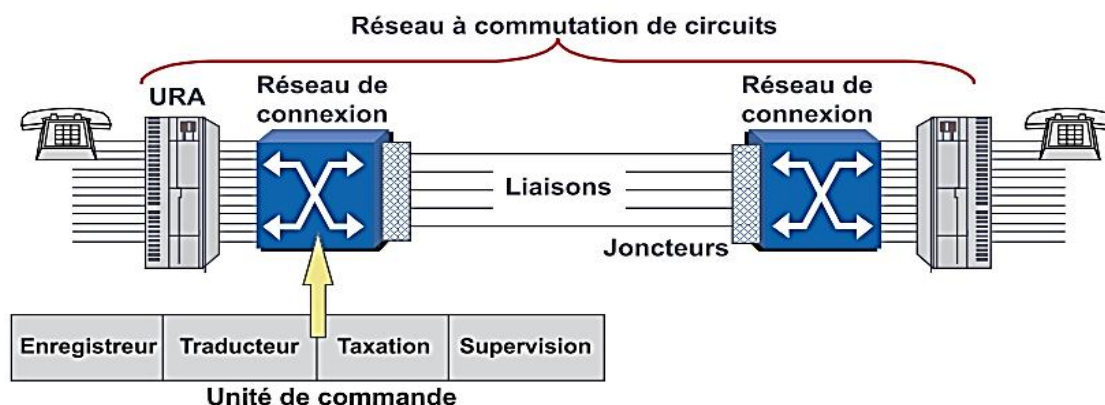 Réseau à commutation de circuits
URA
Réseau de
connexion
Réseau de
connexion
Liaisons
Joncteurs
Enregistreur Traducteur Taxation Supervision
Unité de commande